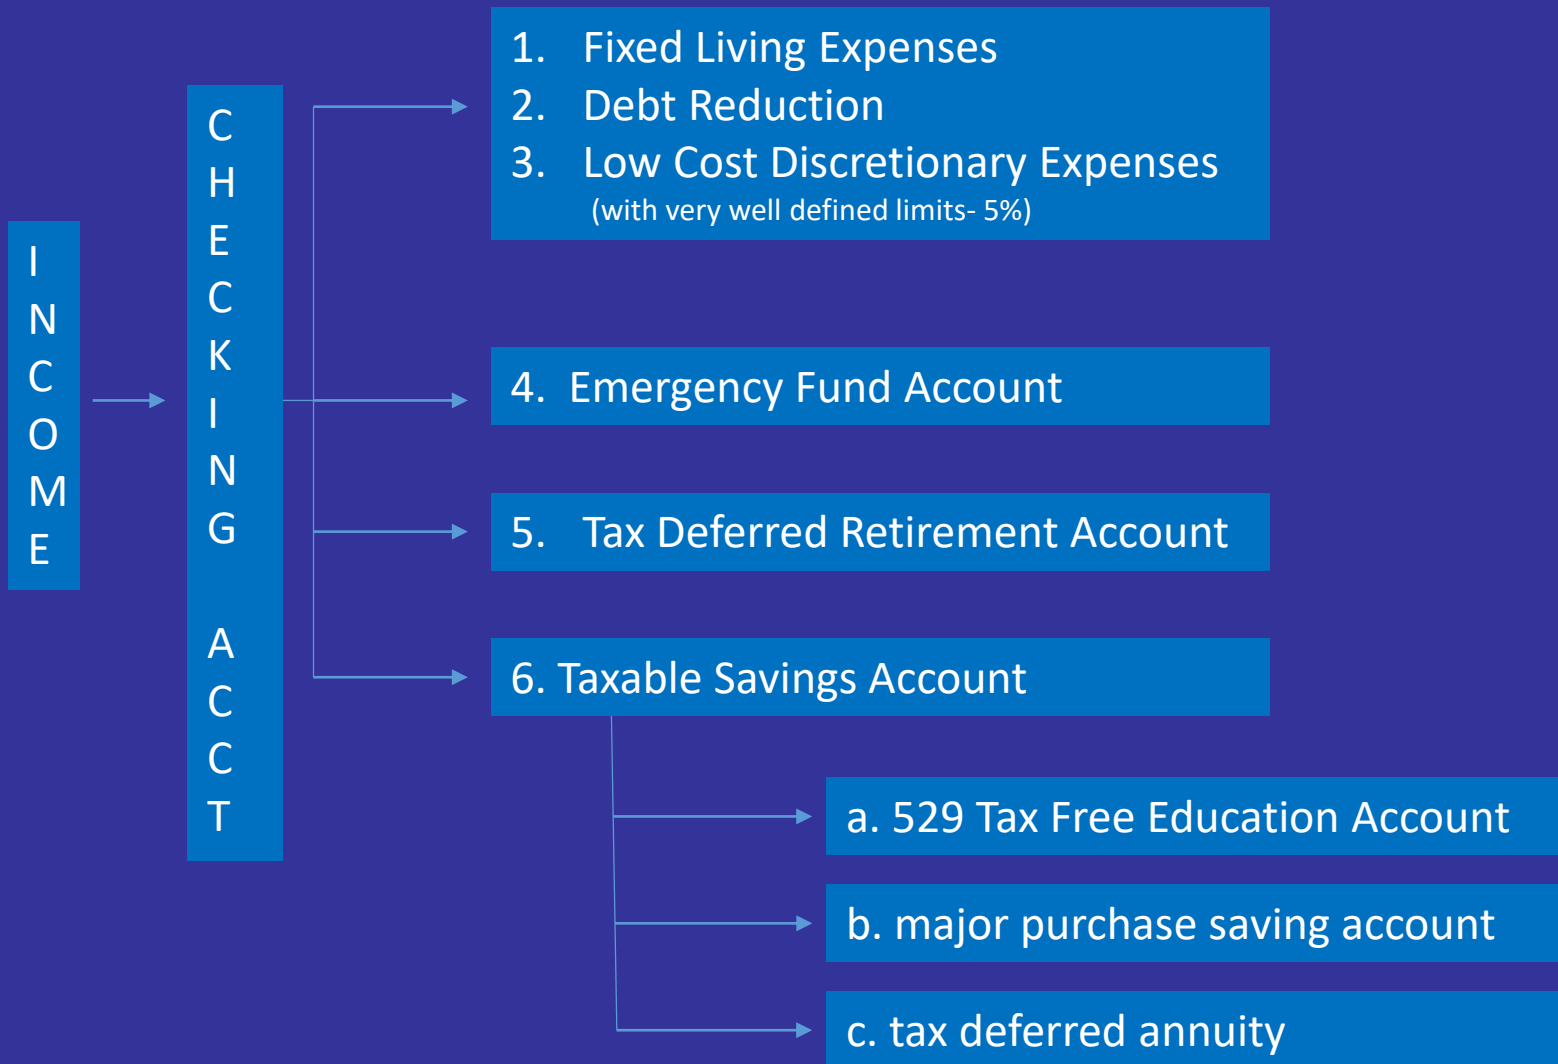 INCOME
CHECKING ACCT
1. Fixed Living Expenses
2. Debt Reduction
3. Low Cost Discretionary Expenses
(with very well defined limits- 5%)
4. Emergency Fund Account
5. Tax Deferred Retirement Account
6. Taxable Savings Account
a. 529 Tax Free Education Account
b. major purchase saving account
c. tax deferred annuity